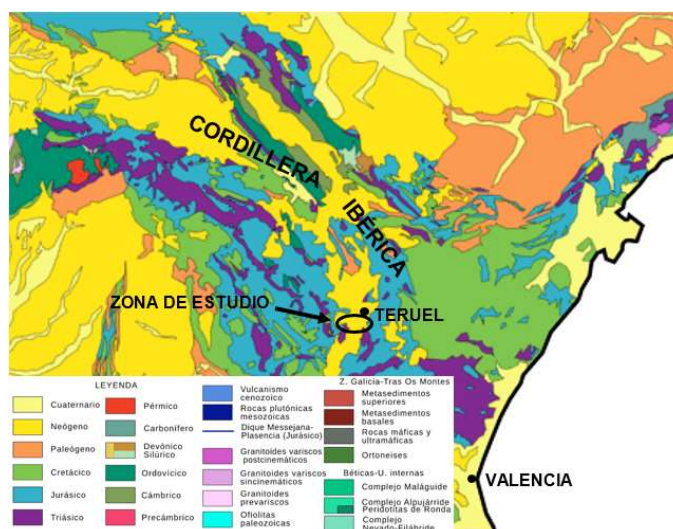 CORDILLERA
IBÉRICA
ZONA DE ESTUDIO
TERUEL
VALENCIA
LEYENDA
Cuaternario
Neógeno
Paleógeno
Cretácico
Jurásico
Triásico
Pérmico
Carbonífero
Devónico
Silúrico
Ordovícico
Cámbrico
Precámbrico
Vulcanismo
cenozoico
Rocas plutónicas
mesozoicas
Dique Messejana-
Plasencia (Jurásico)
Granitoides variscos
postcinemáticos
Granitoides variscos
sincinemáticos
Granitoides
prevariscos
Ofiolitas
paleozoicas
Z. Galicia-Tras Os Montes
Metasedimentos
superiores
Metasedimentos
basales
Rocas máficas y
ultramáficas
Ortoneises
Béticas-U. internas
Complejo Maláguide
Complejo Alpujárride
Peridotitas de Ronda
Complejo
Nevado-Filábride